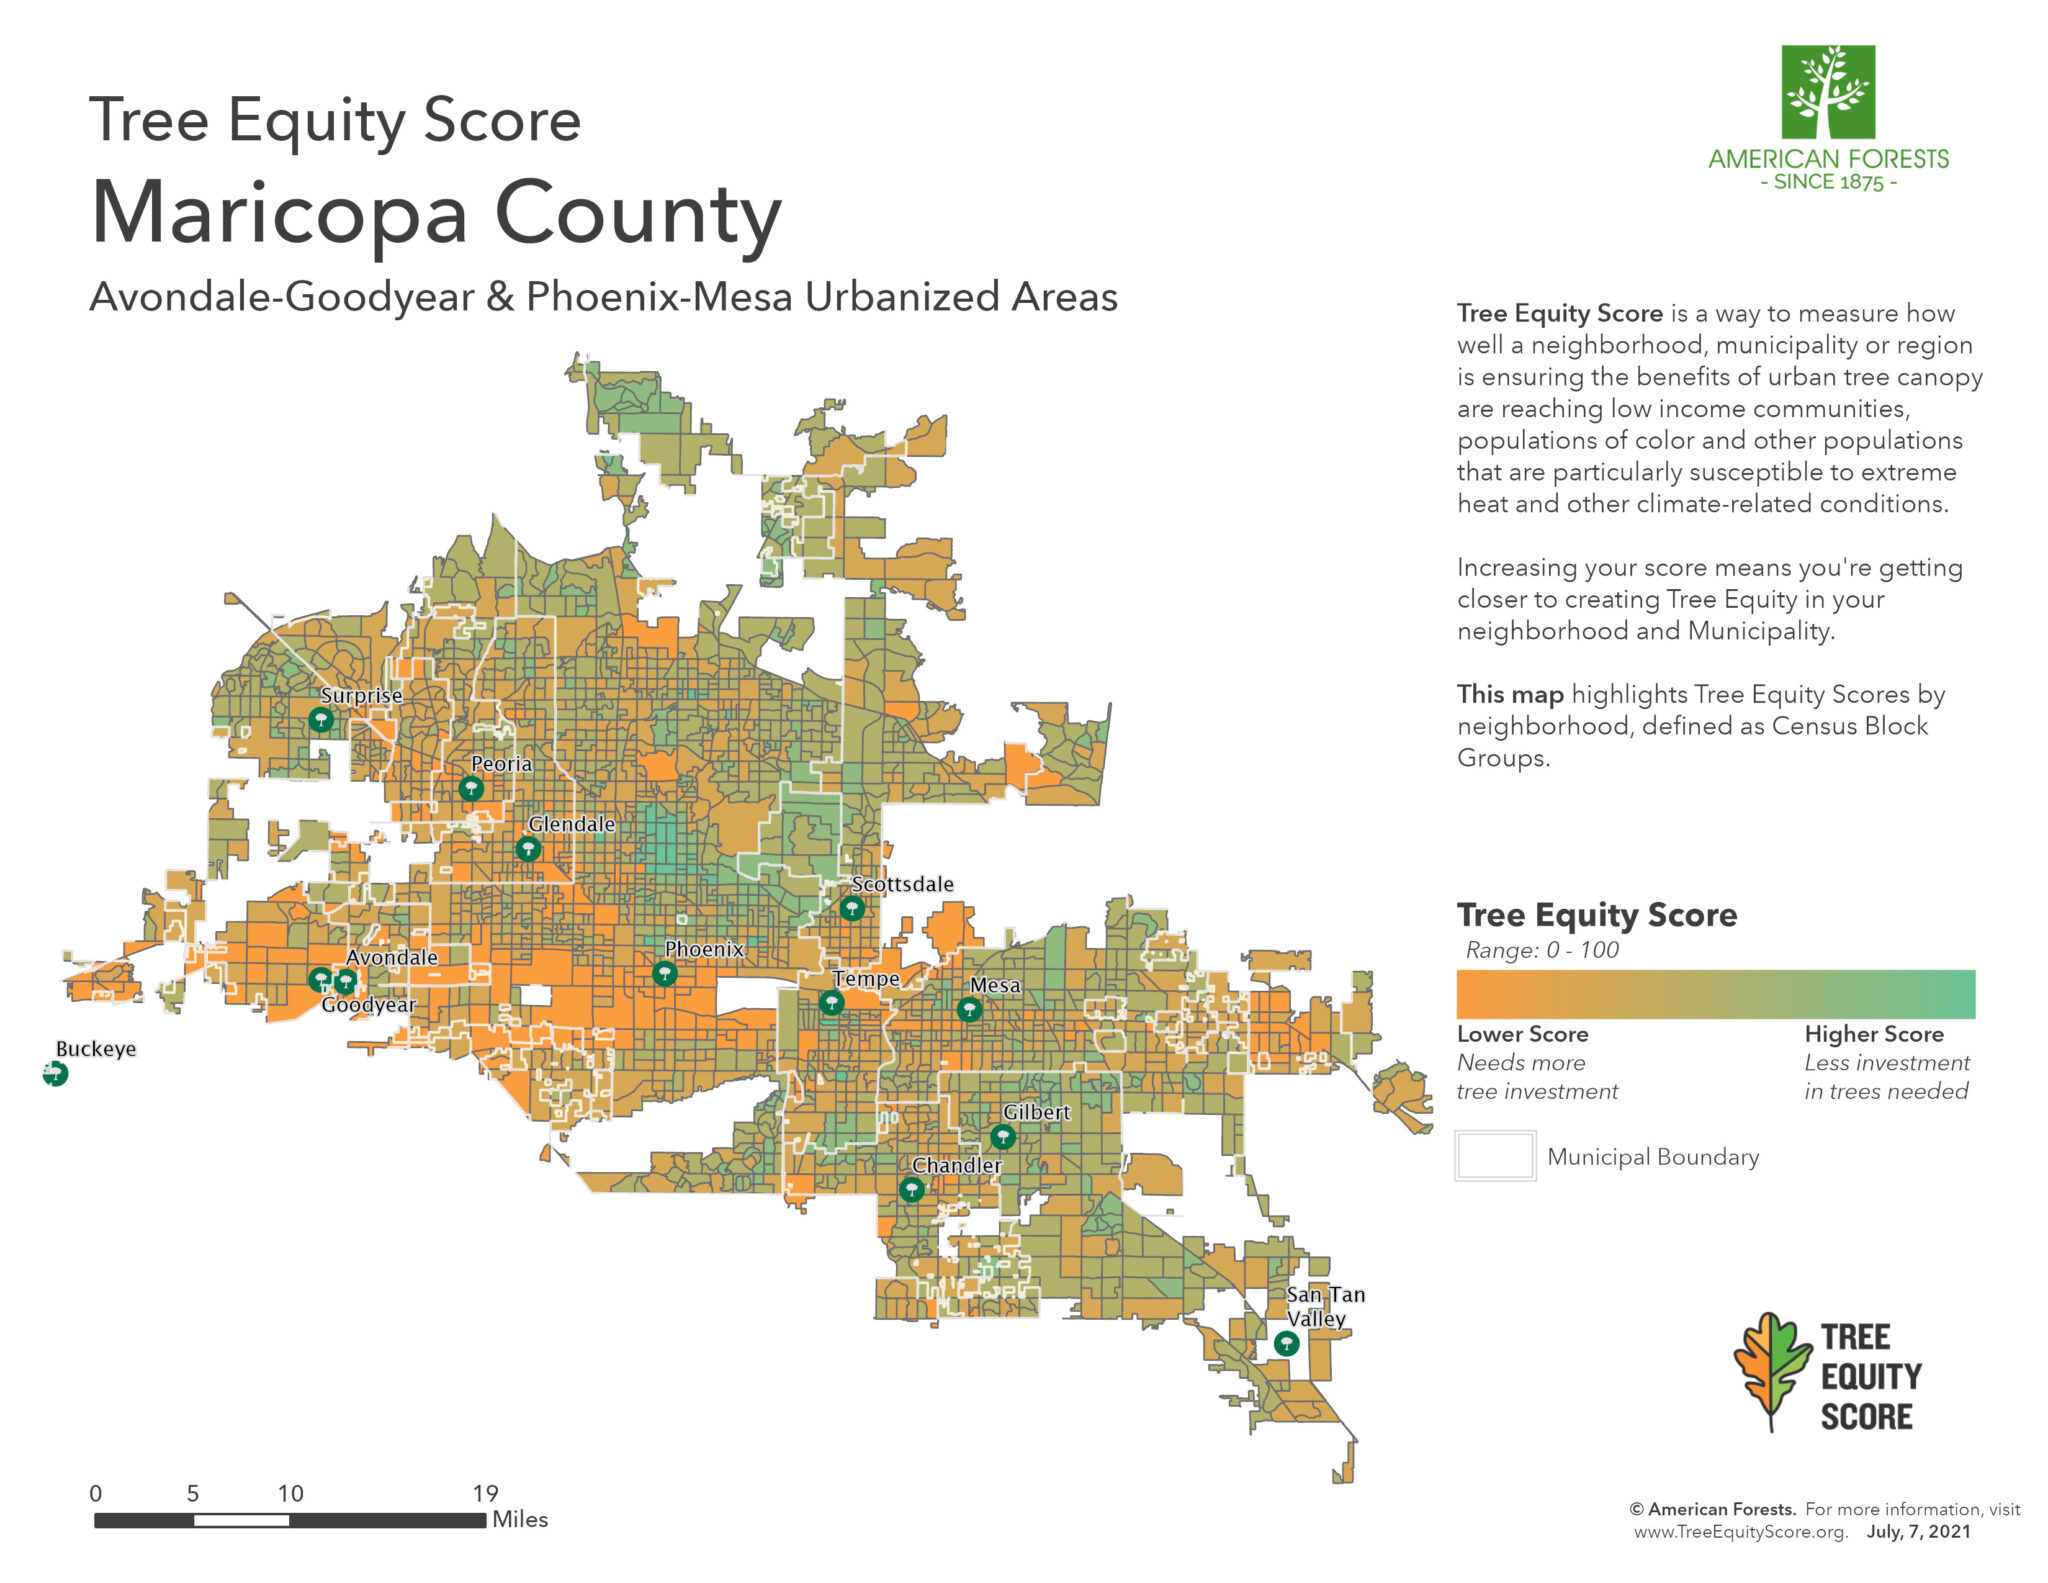 Tree Equity Score
Maricopa County
Avondale-Goodyear & Phoenix-Mesa Urbanized Areas
AMERICAN FORESTS
- SINCE 1875 -
Tree Equity Score is a way to measure how
well a neighborhood, municipality or region
is ensuring the benefits of urban tree canopy
are reaching low income communities,
populations of color and other populations
that are particularly susceptible to extreme
heat and other climate-related conditions.
Increasing your score means you're getting
closer to creating Tree Equity in your
neighborhood and Municipality.
This map highlights Tree Equity Scores by
neighborhood, defined as Census Block
Groups.
Surprise
Peoria
Glendale
Scottsdale
Phoenix
Avondale
Goodyear
Tempe
Mesa
Buckeye
Gilbert
Chandler
San Tan
Valley
Tree Equity Score
Range: 0 - 100
Lower Score
Needs more
tree investment
Higher Score
Less investment
in trees needed
Municipal Boundary
TREE
EQUITY
SCORE
0 5 10 19
Miles
© American Forests. For more information, visit
www.TreeEquityScore.org. July, 7, 2021